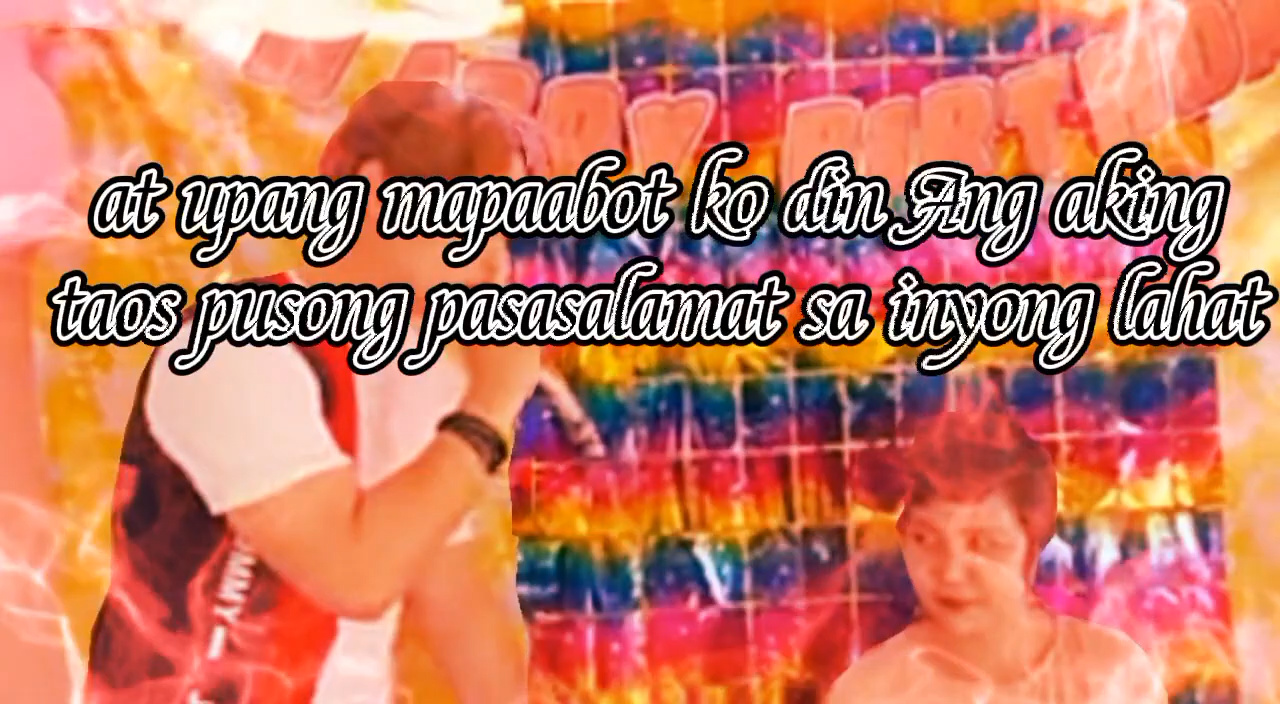 at upang mapaabot ko din Ang aking
taos pusong pasasalamat sa inyong lahat